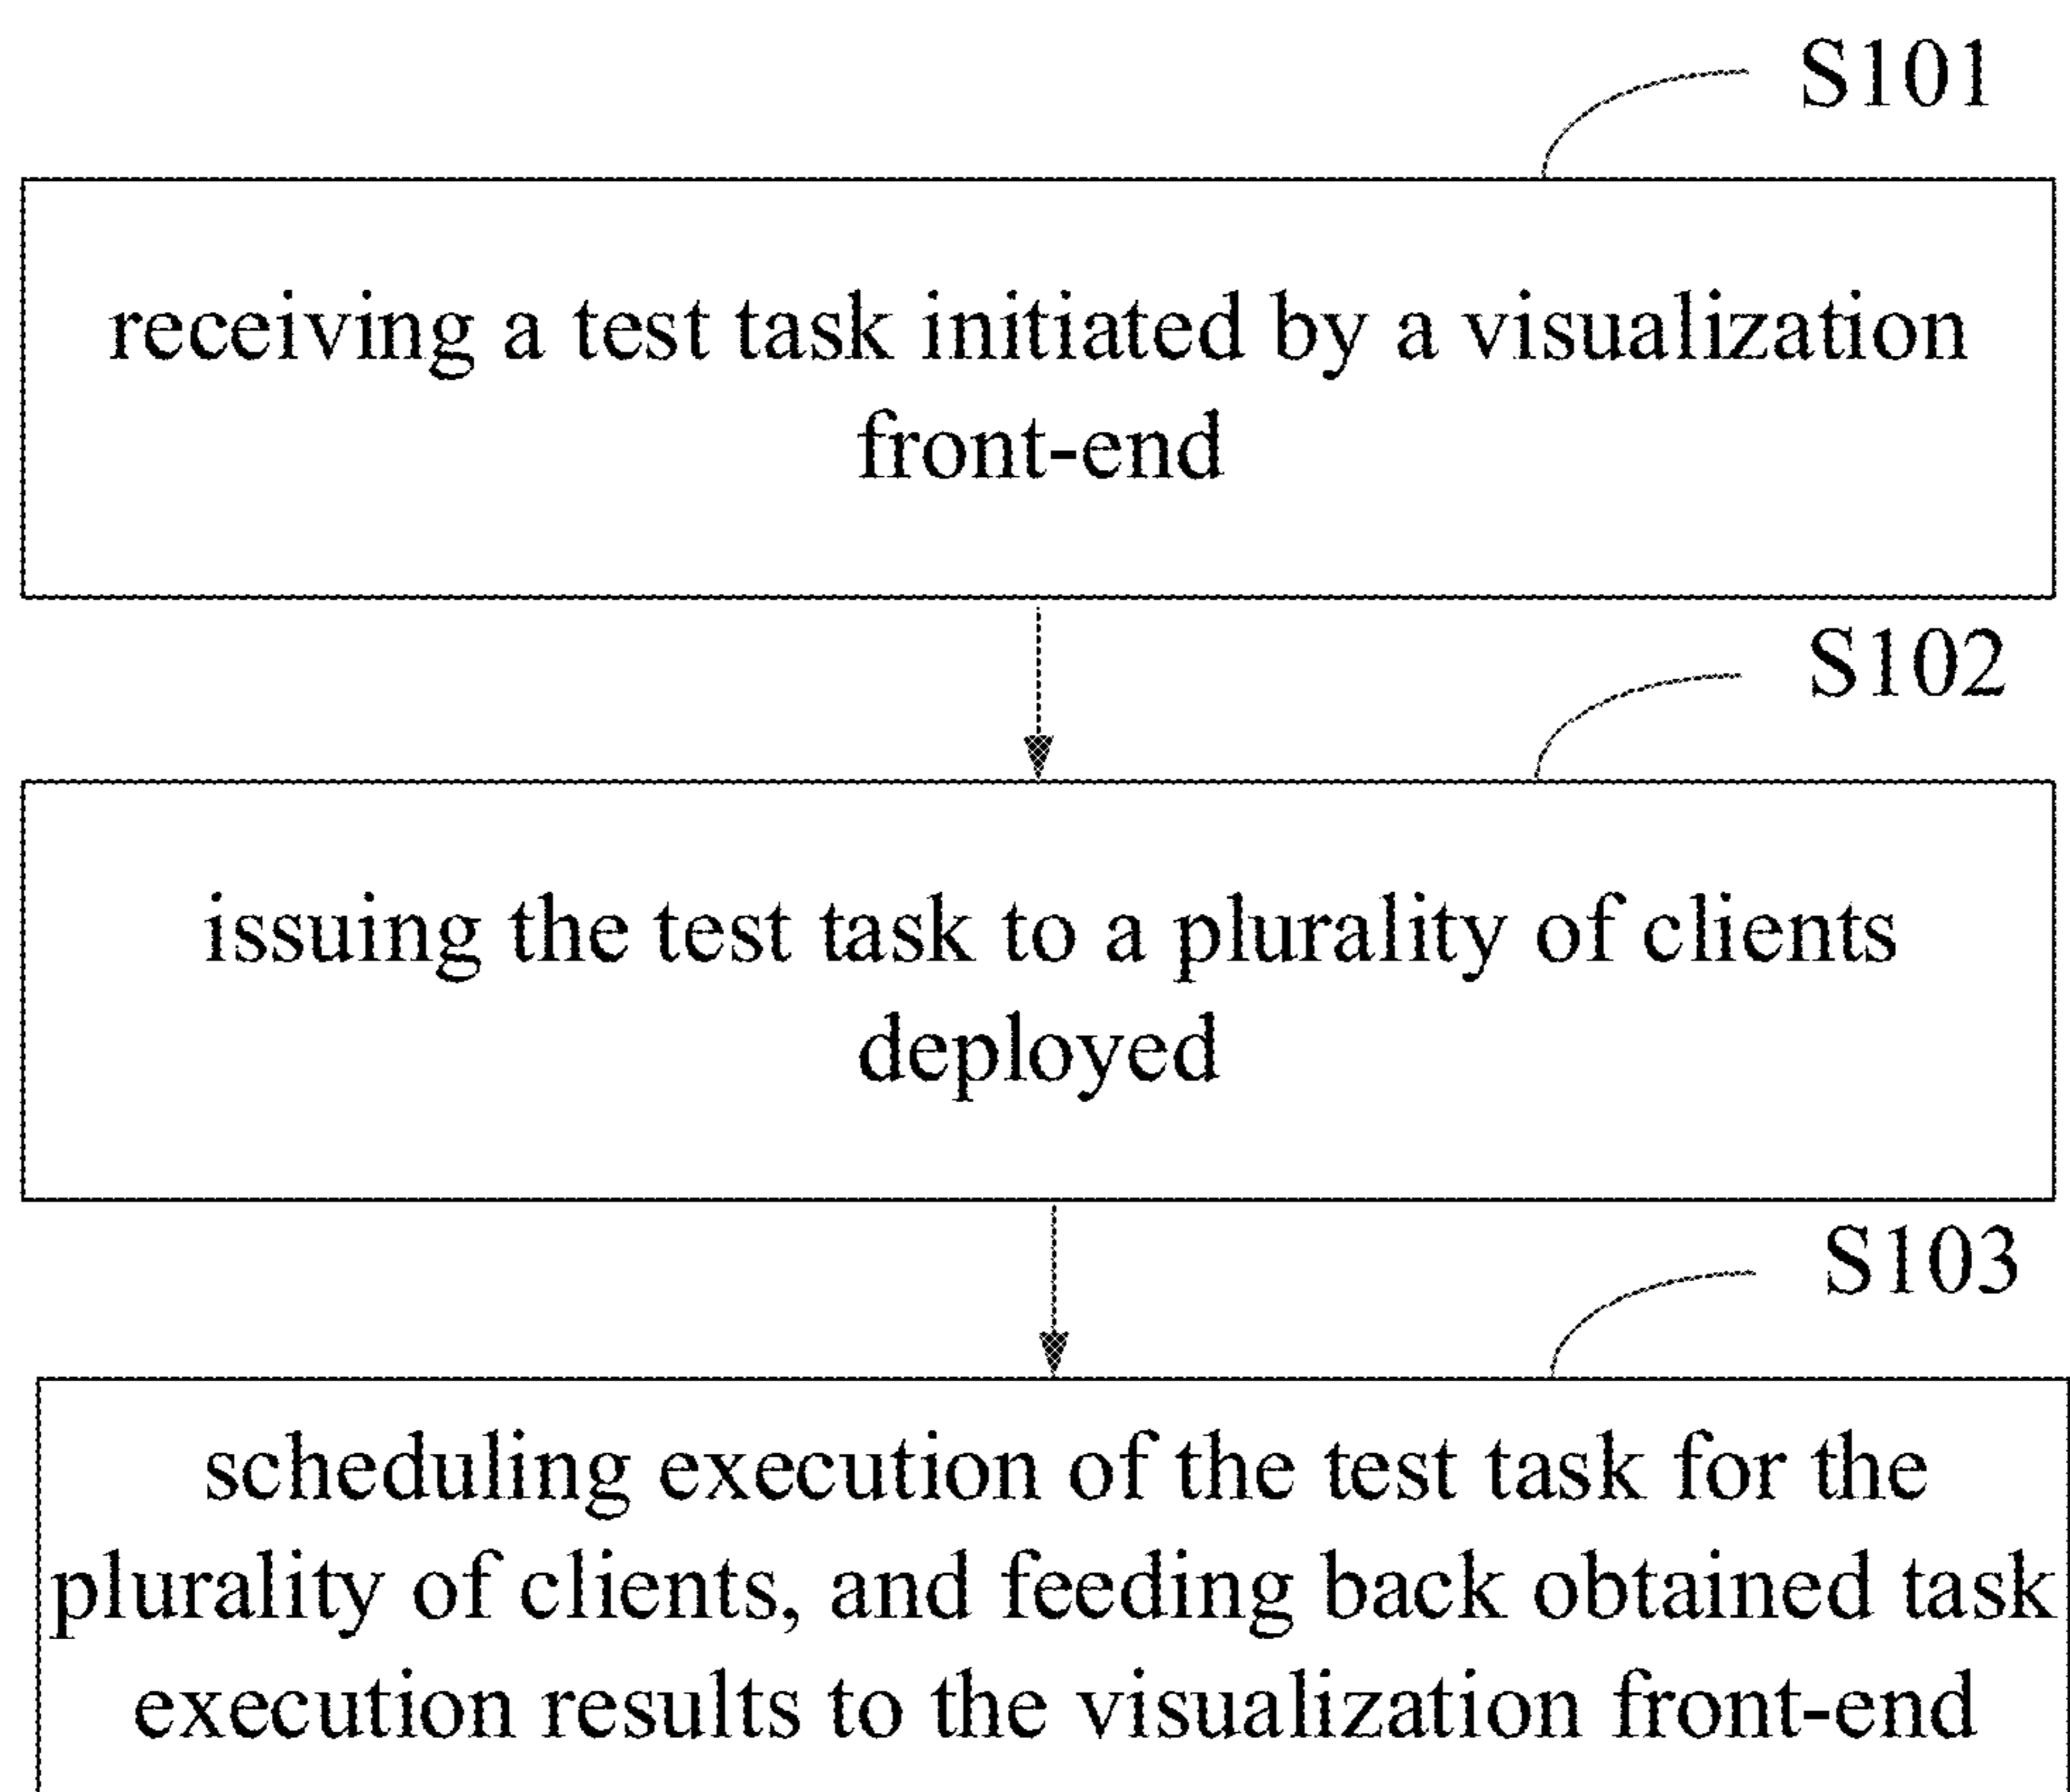 S101
receiving a test task initiated by a visualization
front-end
S102
issuing the test task to a plurality of clients
deployed
S103
scheduling execution of the test task for the
plurality of clients, and feeding back obtained task
execution results to the visualization front-end